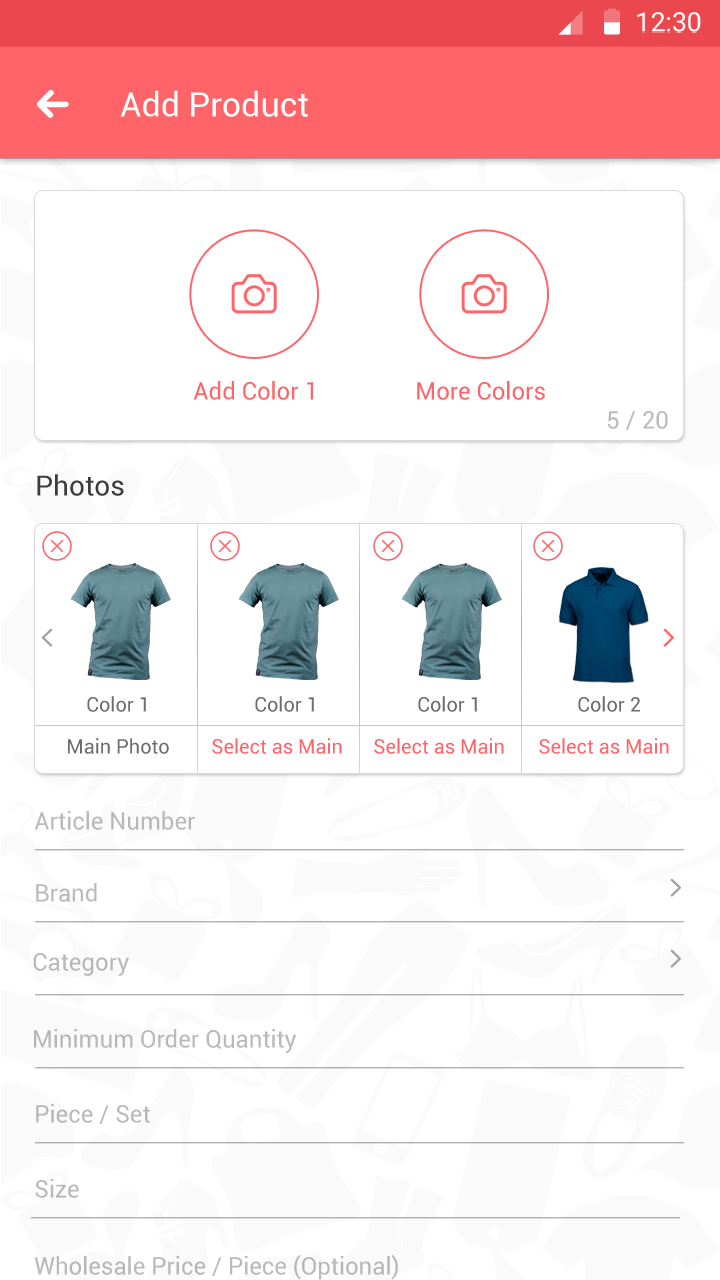 12:30
Add Product
Add Color 1 More Colors
5 / 20
Photos
Color 1 Color 1 Color 1 Color 2
Main Photo Select as Main Select as Main Select as Main
Article Number
Brand
Category
Minimum Order Quantity
Piece / Set
Size
Wholesale Price / Piece (Optional)